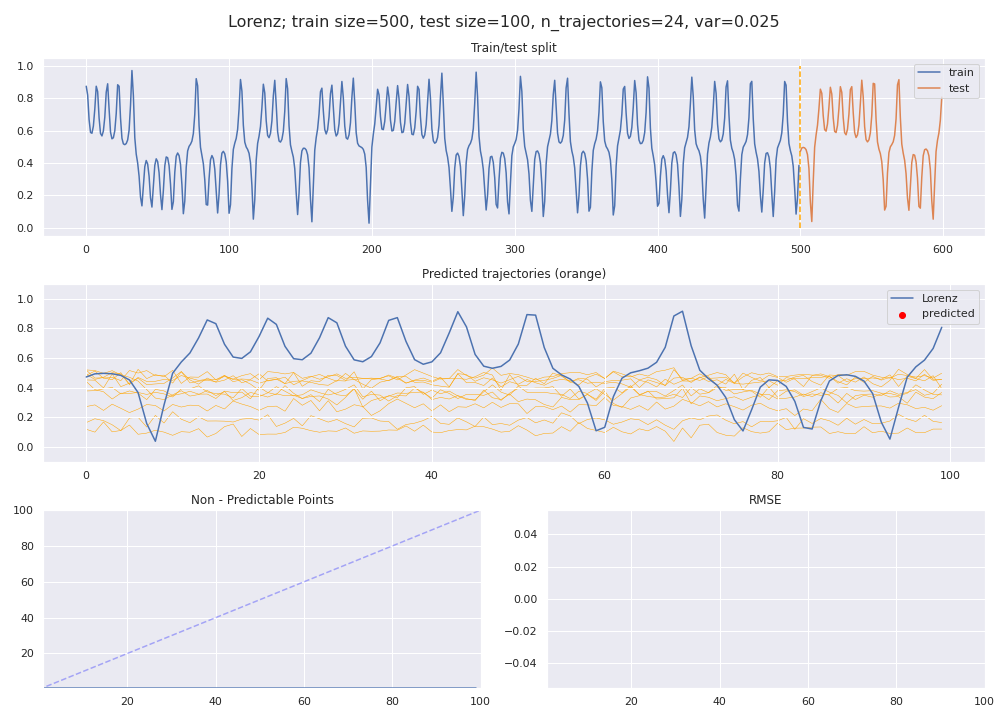 Lorenz; train size=500, test size=100, n_trajectories=24, var=0.025
Train/test split
1.0
0.8
0.6
0.4
0.2
0.0
train
test
0 100 200 300 400 500 600
Predicted trajectories (orange)
1.0
0.8
0.6
0.4
0.2
0.0
Lorenz
predicted
0 20 40 60 80 100
Non - Predictable Points
100
80
60
40
20
20 40 60 80 100
RMSE
0.04
0.02
0.00
−0.02
−0.04
20 40 60 80 100